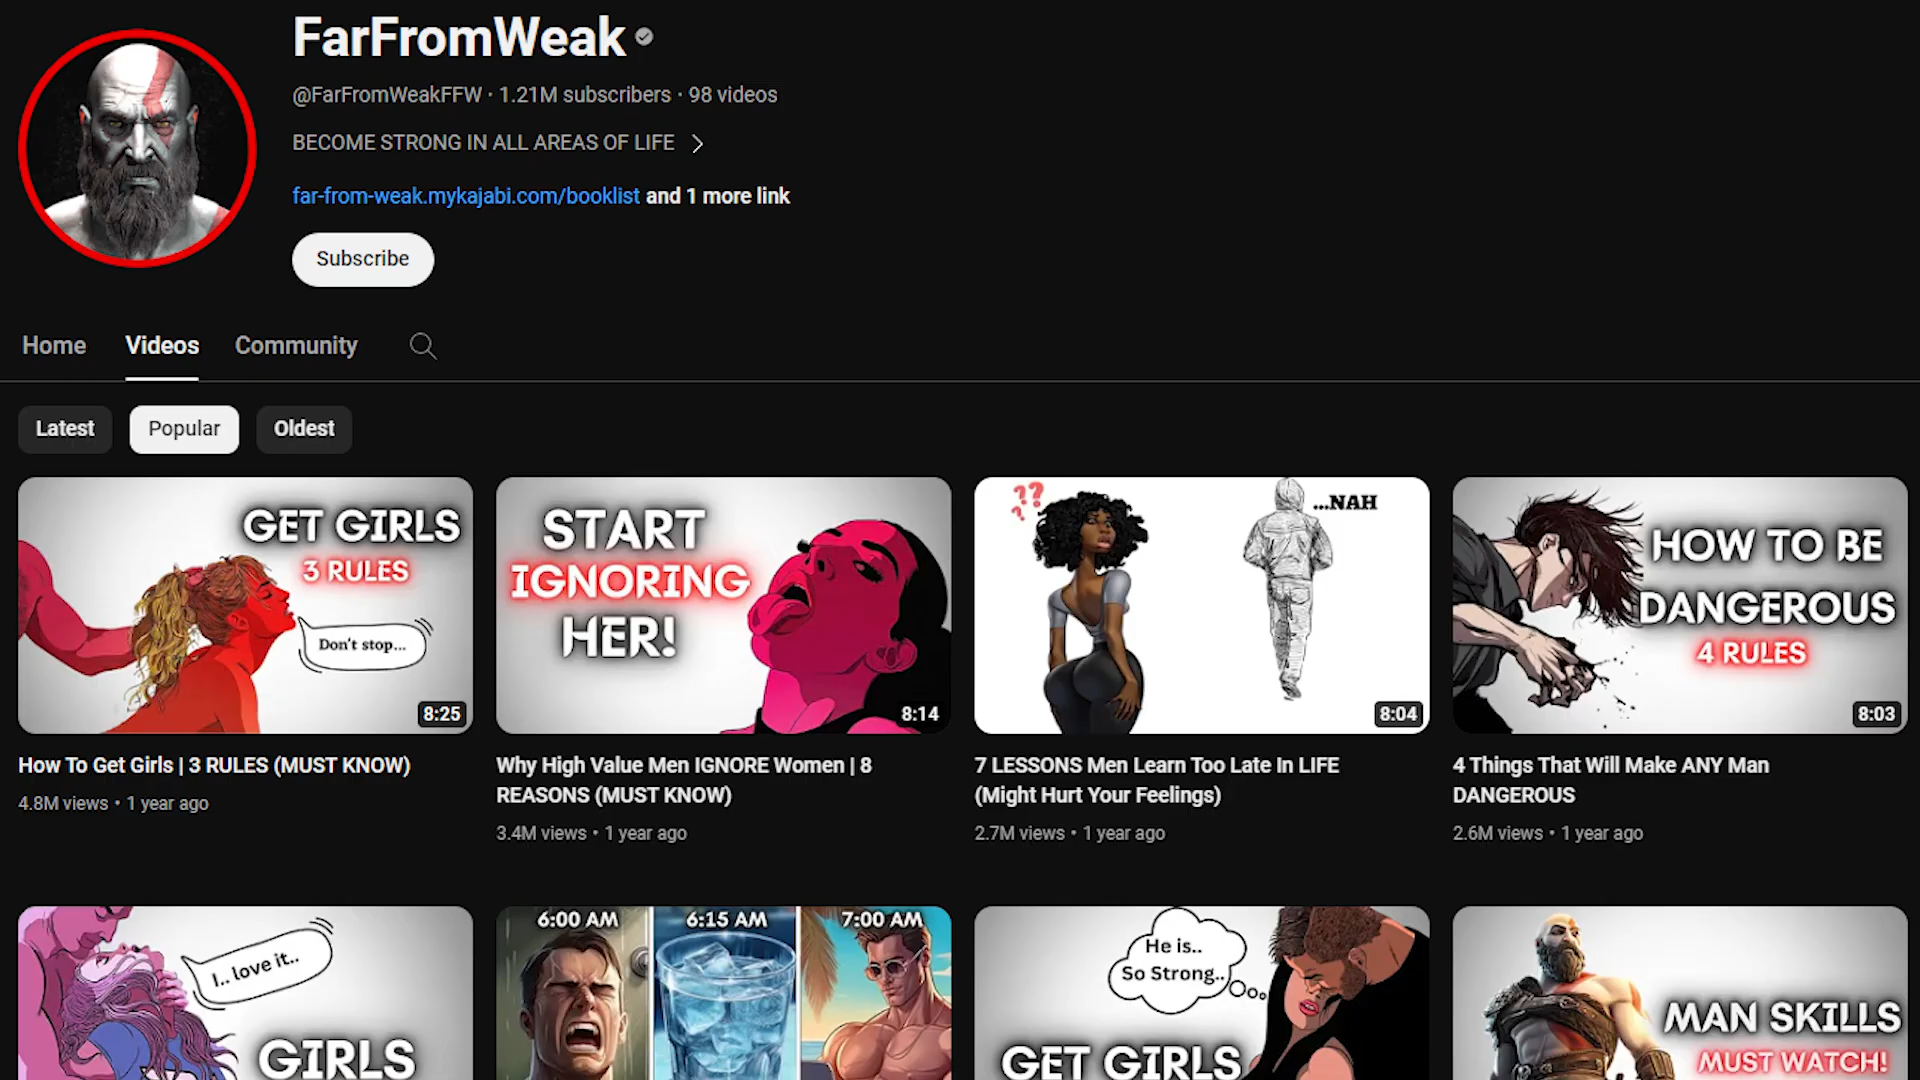 FarFromWeak
@FarFromWeakFFW · 1.21M subscribers · 98 videos
BECOME STRONG IN ALL AREAS OF LIFE
far-from-weak.mykajabi.com/booklist and 1 more link
Subscribe
Home
Videos
Community
Latest
Popular
Oldest
GET GIRLS
3 RULES
Don't stop...
8:25
How To Get Girls | 3 RULES (MUST KNOW)
4.8M views • 1 year ago
START
IGNORING
HER!
8:14
Why High Value Men IGNORE Women | 8
REASONS (MUST KNOW)
3.4M views • 1 year ago
???
...NAH
8:04
7 LESSONS Men Learn Too Late In LIFE
(Might Hurt Your Feelings)
2.7M views • 1 year ago
HOW TO BE
DANGEROUS
4 RULES
8:03
4 Things That Will Make ANY Man
DANGEROUS
2.6M views • 1 year ago
I.. love it..
GIRLS
6:00 AM
6:15 AM
7:00 AM
He is..
So Strong..
GET GIRLS
MAN SKILLS
MUST WATCH!